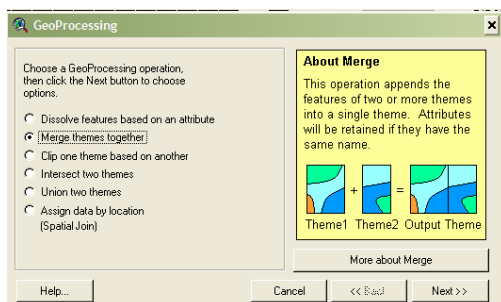 GeoProcessing
Choose a GeoProcessing operation,
then click the Next button to choose
options.
Dissolve features based on an attribute
Merge themes together
Clip one theme based on another
Intersect two themes
Union two themes
Assign data by location
(Spatial Join)
About Merge
This operation appends the
features of two or more themes
into a single theme. Attributes
will be retained if they have the
same name.
+ =
Theme1 Theme2 Output Theme
More about Merge
Help... Cancel << Back Next >>